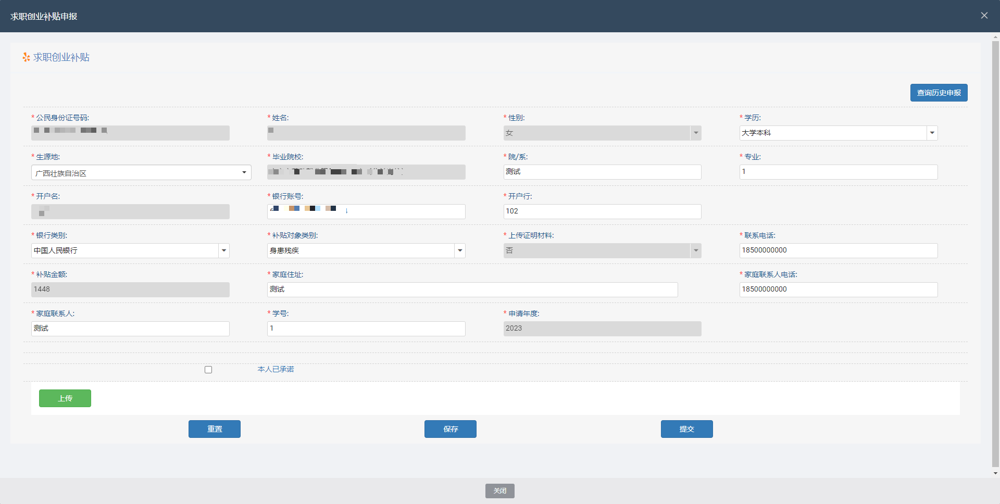 求职创业补贴申报
求职创业补贴
查询历史申报
* 公民身份证号码: * 姓名: * 性别: * 学历:
女 大学本科
* 生源地: * 毕业院校: * 院/系: * 专业:
广西壮族自治区 测试 1
* 开户名: * 银行账号: * 开户行:
102
* 银行类别: * 补贴对象类别: * 上传证明材料: * 联系电话:
中国人民银行 身患残疾 否 18500000000
* 补贴金额: * 家庭住址: * 家庭联系人电话:
1448 测试 18500000000
* 家庭联系人: * 学号: * 申请年度:
测试 1 2023
本人已承诺
上传
重置 保存 提交
关闭